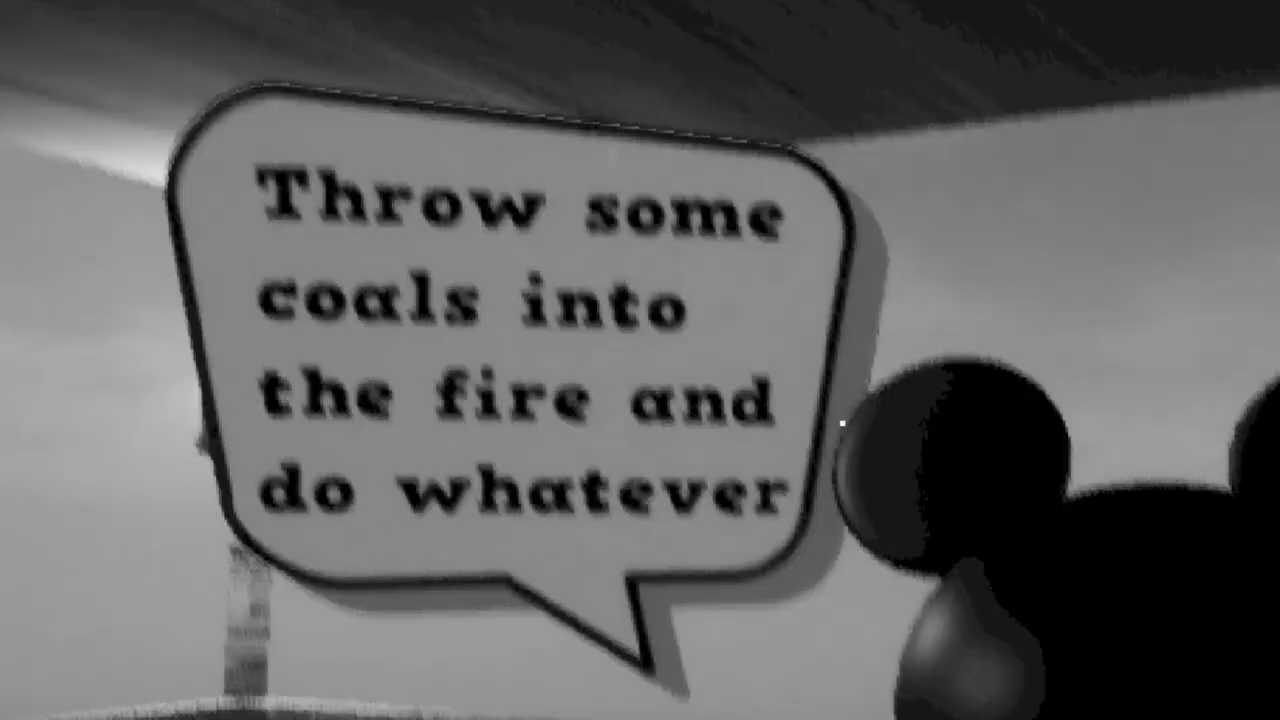 Throw some
coals into
the fire and
do whatever